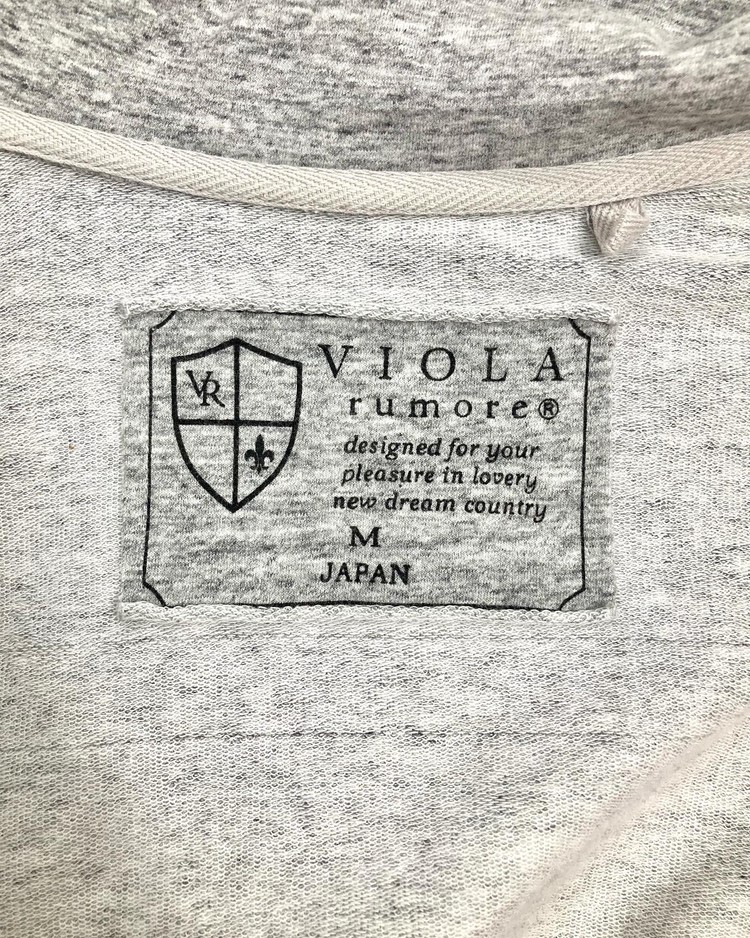 VR
VIOLA
rumore®
designed for your
pleasure in lovery
new dream country
M
JAPAN